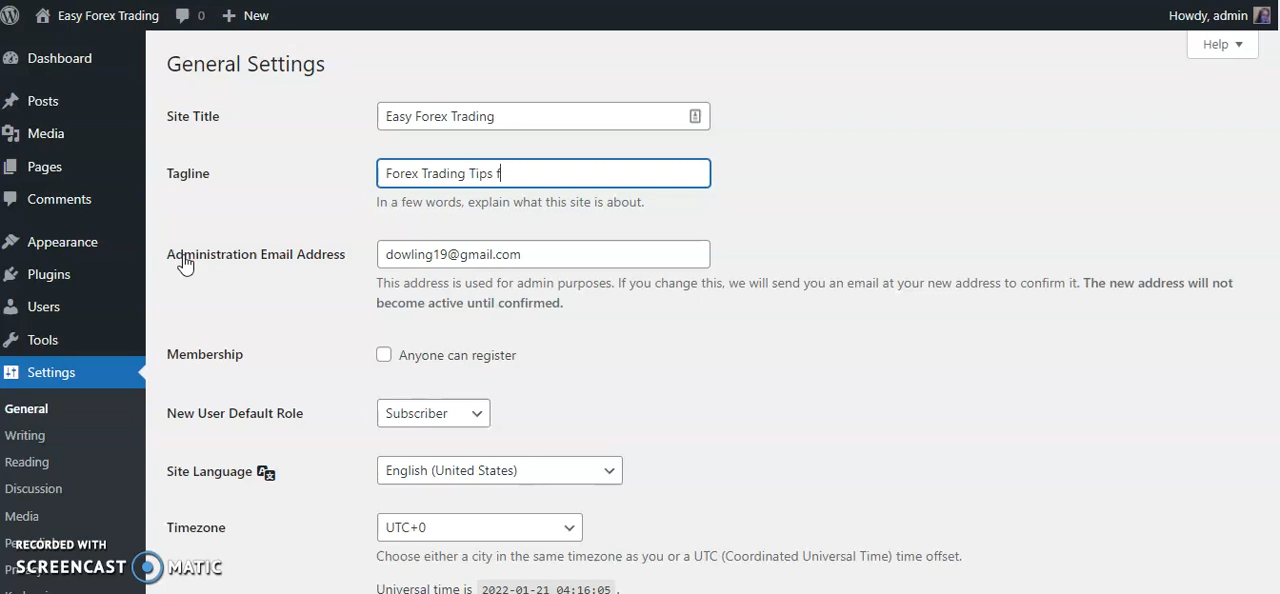 Easy Forex Trading 0 New Howdy, admin
Help
Dashboard
Posts
Media
Pages
Comments
Appearance
Plugins
Users
Tools
Settings
General
Writing
Reading
Discussion
Media
General Settings
Site Title Easy Forex Trading
Tagline Forex Trading Tips f
In a few words, explain what this site is about.
Administration Email Address dowling19@gmail.com
This address is used for admin purposes. If you change this, we will send you an email at your new address to confirm it. The new address will not
become active until confirmed.
Membership Anyone can register
New User Default Role Subscriber
Site Language English (United States)
Timezone UTC+0
Choose either a city in the same timezone as you or a UTC (Coordinated Universal Time) time offset.
Universal time is 2022-01-21 04:16:05 .
RECORDED WITH
SCREENCAST MATIC